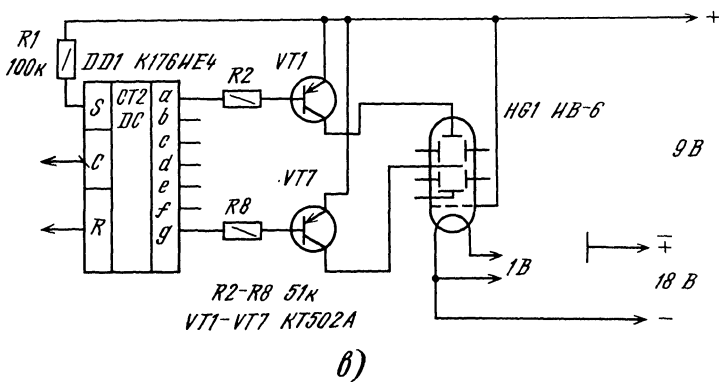 R1
100к
DD1 К176ИЕ4
S
C
R
CT2
DC
a
b
c
d
e
f
g
R2
R8
VT1
VT7
HG1 ИВ-6
+
9 В
1 В
∓
18 В
−
R2-R8 51к
VT1-VT7 КТ502А
в)